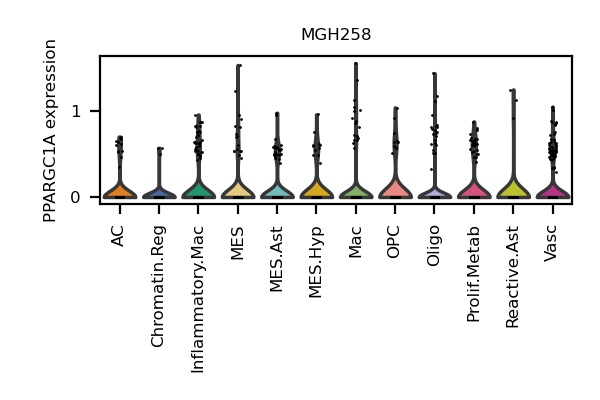 MGH258
PPARGC1A expression
1
0
AC
Chromatin.Reg
Inflammatory.Mac
MES
MES.Ast
MES.Hyp
Mac
OPC
Oligo
Prolif.Metab
Reactive.Ast
Vasc